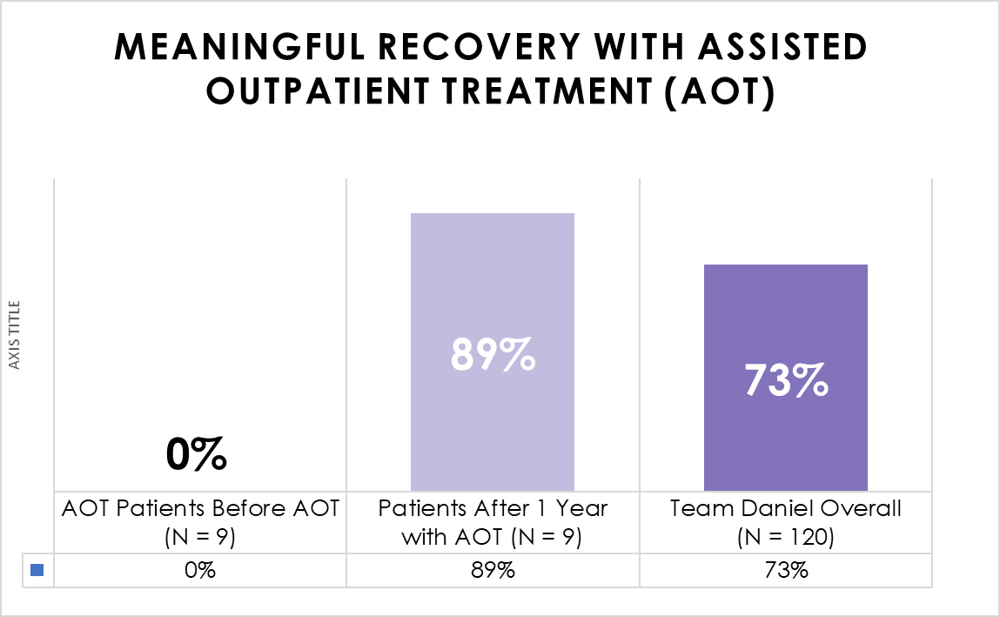 MEANINGFUL RECOVERY WITH ASSISTED
OUTPATIENT TREATMENT (AOT)
AXIS TITLE
0%
89%
73%
AOT Patients Before AOT
(N = 9)
Patients After 1 Year
with AOT (N = 9)
Team Daniel Overall
(N = 120)
0%
89%
73%